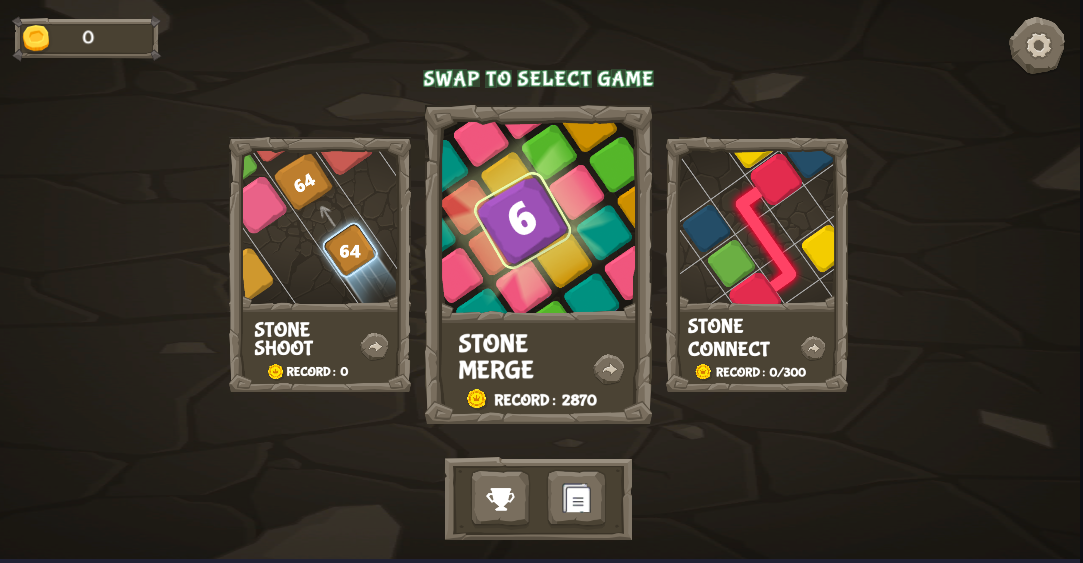 0
SWAP TO SELECT GAME
64
64
STONE
SHOOT
RECORD: 0
6
STONE
MERGE
RECORD: 2870
STONE
CONNECT
RECORD: 0/300